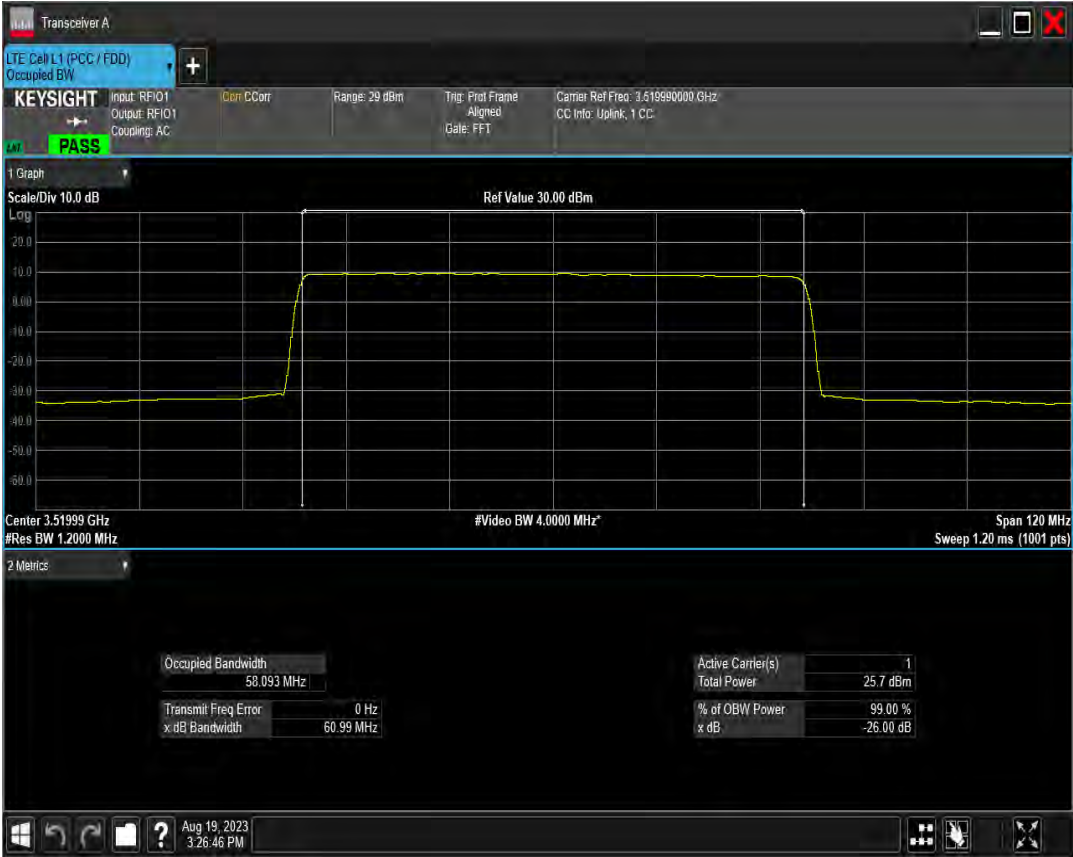 Transceiver A
LTE Cell L1 (PCC / FDD)
Occupied BW
+
KEYSIGHT
Input: RFIO1
Output: RFIO1
Coupling: AC
Corr CCorr
Range: 29 dBm
Trig: Prot Frame
Aligned
Gate: FFT
Carrier Ref Freq: 3.519990000 GHz
CC Info: Uplink, 1 CC
PASS
1 Graph
Scale/Div 10.0 dB
Ref Value 30.00 dBm
Log
20.0
10.0
0.00
-10.0
-20.0
-30.0
-40.0
-50.0
-60.0
Center 3.51999 GHz
#Video BW 4.0000 MHz*
Span 120 MHz
#Res BW 1.2000 MHz
Sweep 1.20 ms (1001 pts)
2 Metrics
Occupied Bandwidth
58.093 MHz
Transmit Freq Error 0 Hz
x dB Bandwidth 60.99 MHz
Active Carrier(s) 1
Total Power 25.7 dBm
% of OBW Power 99.00 %
x dB -26.00 dB
?
Aug 19, 2023
3:26:46 PM